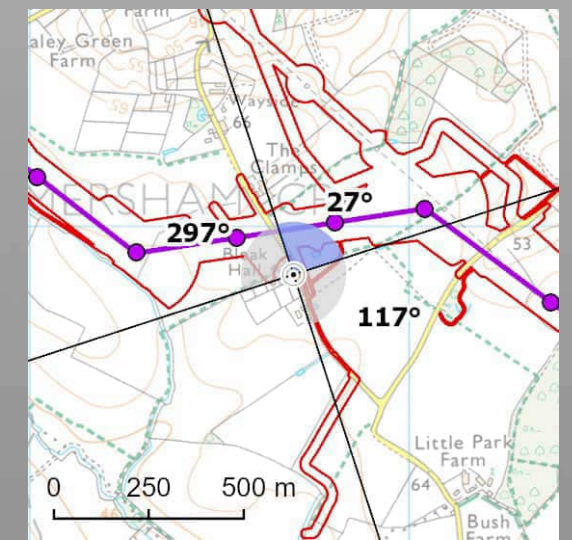 Farm
aley Green
Farm
Wayside
66
The
Clamps
MERSHAM C
27°
297°
Bleak
Hall
53
117°
Little Park
Farm
64
0 250 500 m
Bush
Farm